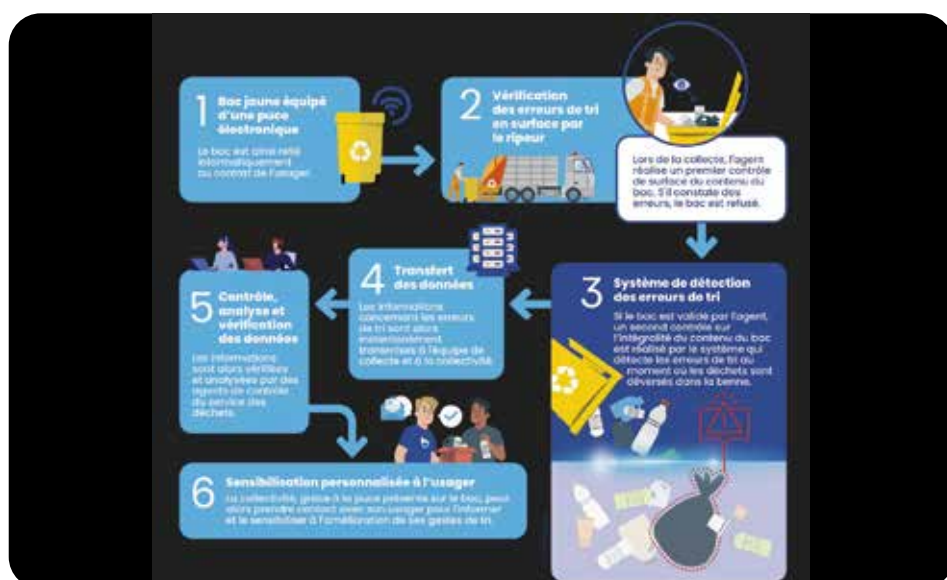 1
Bac jaune équipé
d'une puce
électronique
Le bac est ainsi relié
informatiquement
au contrat de l'usager.
2
Vérification
des erreurs de tri
en surface par
le ripeur
Lors de la collecte, l'agent
réalise un premier contrôle
de surface du contenu du
bac. S'il constate des
erreurs, le bac est refusé.
3
Système de détection
des erreurs de tri
Si le bac est validé par l'agent,
un second contrôle sur
l'intégralité du contenu du bac
est réalisé par le système qui
détecte les erreurs de tri au
moment où les déchets sont
déversés dans la benne.
4
Transfert
des données
Les informations
concernant les erreurs
de tri sont alors
instantanément
transmises à l'équipe de
collecte et à la collectivité.
5
Contrôle,
analyse et
vérification
des données
Les informations
sont alors vérifiées
et analysées par des
agents de contrôle
du service des
déchets.
6
Sensibilisation personnalisée à l'usager
La collectivité, grâce à la puce présente sur le bac, peut
alors prendre contact avec son usager pour l'informer
et le sensibiliser à l'amélioration de ses gestes de tri.